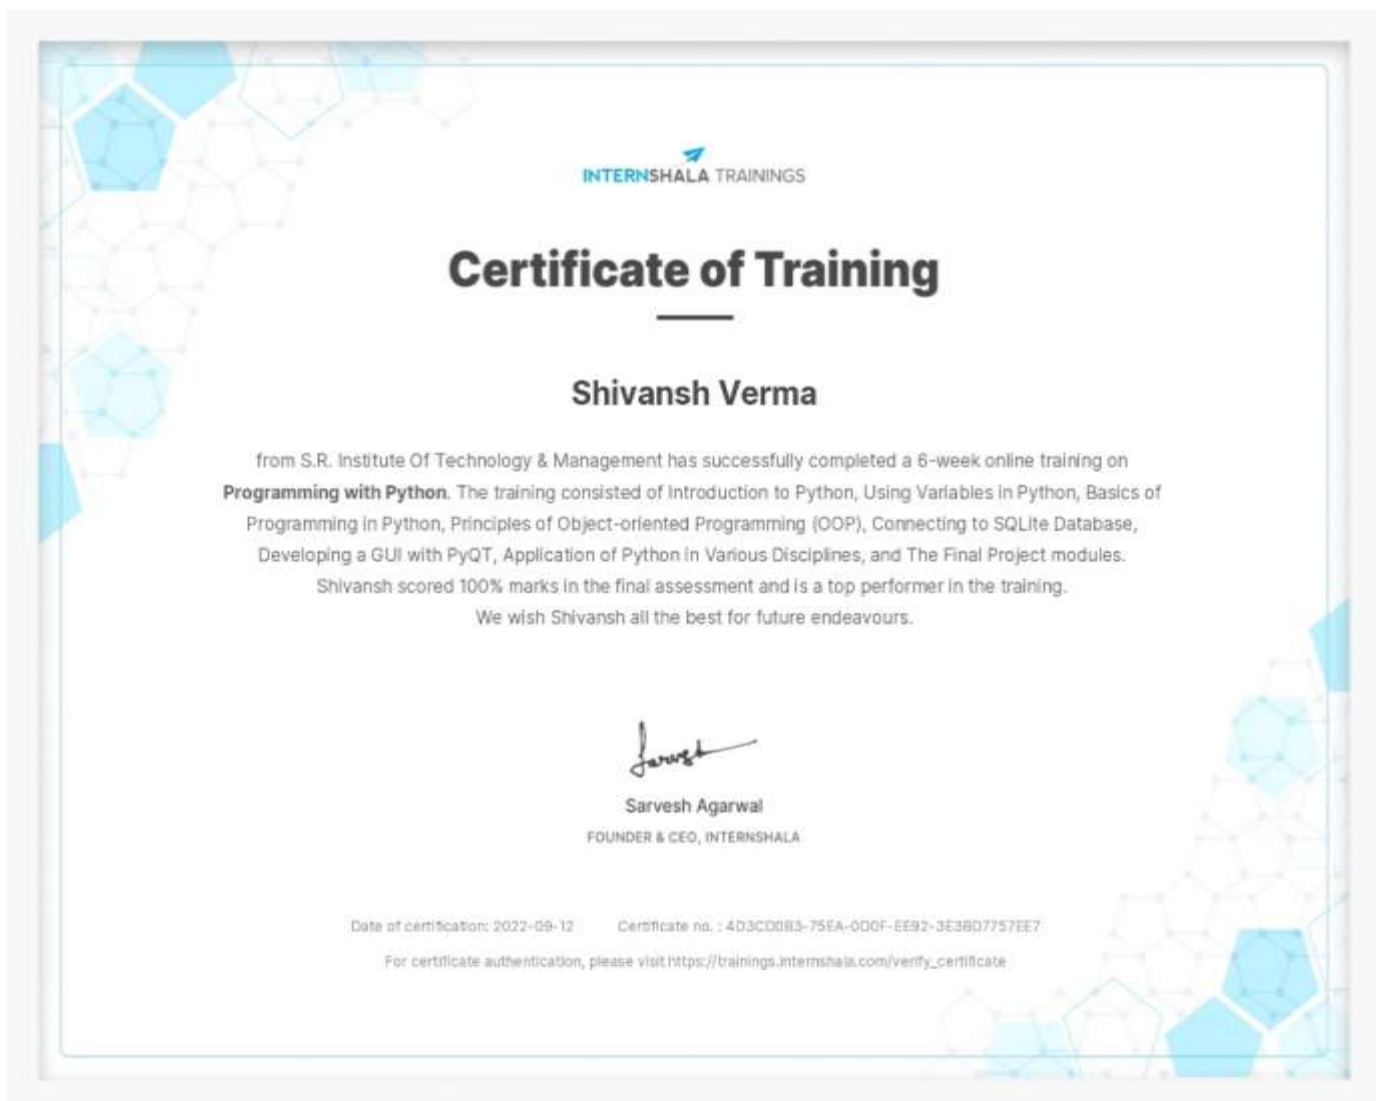 INTERNSHALA TRAININGS
Certificate of Training
Shivansh Verma
from S.R. Institute Of Technology & Management has successfully completed a 6-week online training on
Programming with Python. The training consisted of Introduction to Python, Using Variables in Python, Basics of
Programming in Python, Principles of Object-oriented Programming (OOP), Connecting to SQLite Database,
Developing a GUI with PyQT, Application of Python in Various Disciplines, and The Final Project modules.
Shivansh scored 100% marks in the final assessment and is a top performer in the training.
We wish Shivansh all the best for future endeavours.
Sarvesh Agarwal
FOUNDER & CEO, INTERNSHALA
Date of certification: 2022-09-12 Certificate no. :
For certificate authentication, please visit https://trainings.internshala.com/verify_certificate